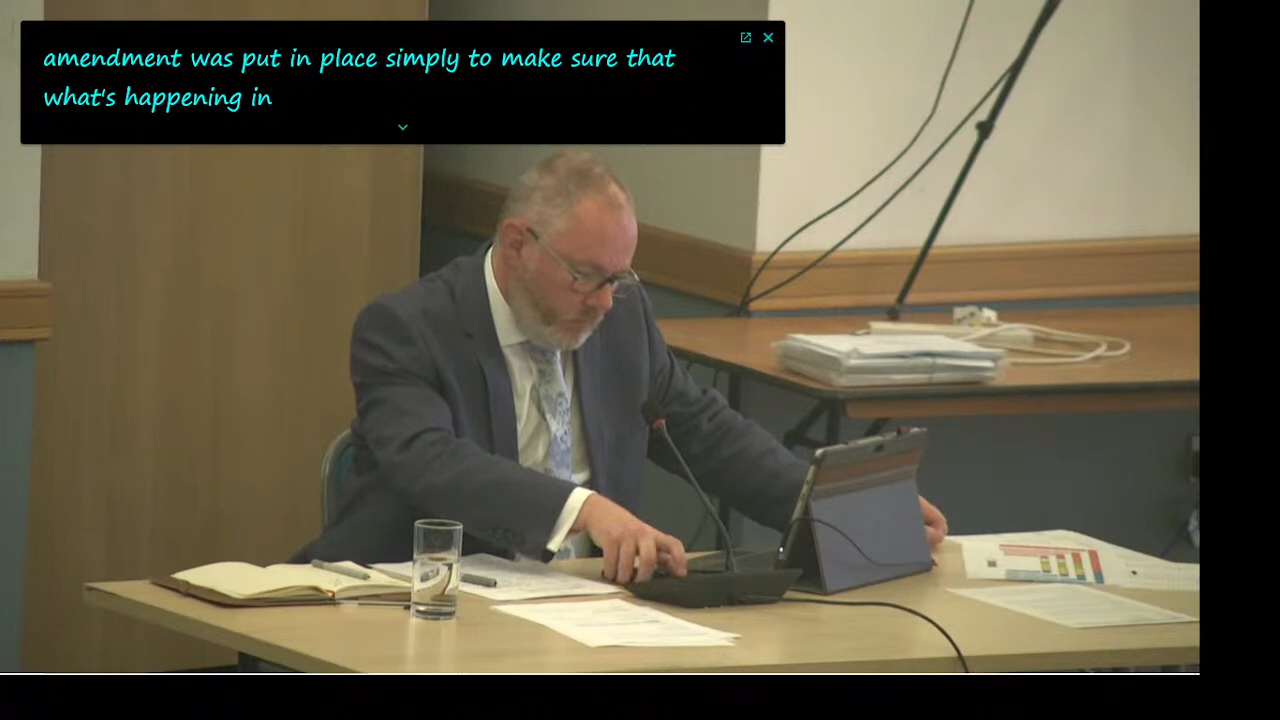 amendment was put in place simply to make sure that
what's happening in